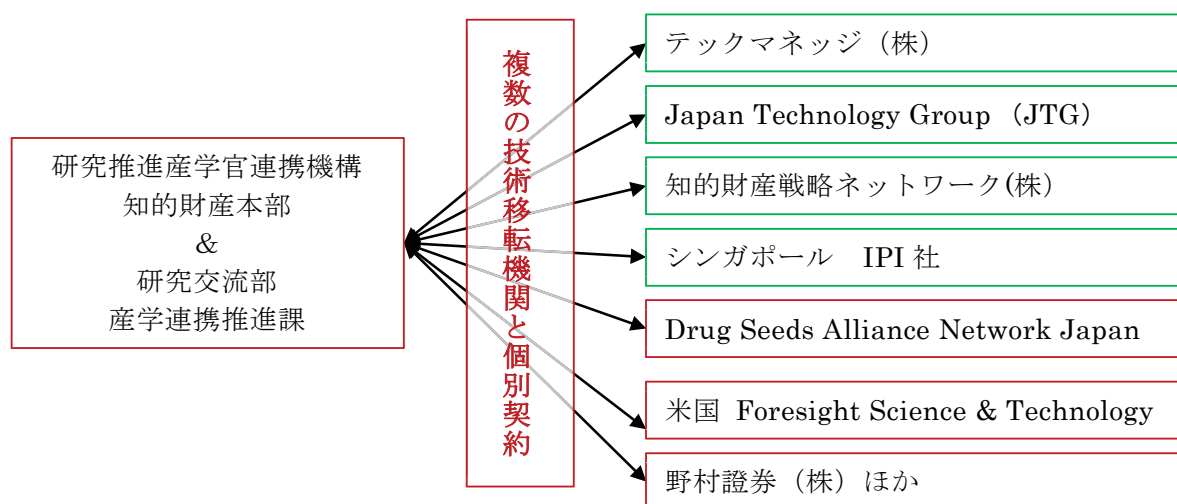 研究推進産学官連携機構
知的財産本部
&
研究交流部
産学連携推進課
複数の技術移転機関と個別契約
テックマネッジ（株）
Japan Technology Group（JTG）
知的財産戦略ネットワーク(株）
シンガポール　IPI 社
Drug Seeds Alliance Network Japan
米国 Foresight Science & Technology
野村證券（株）ほか